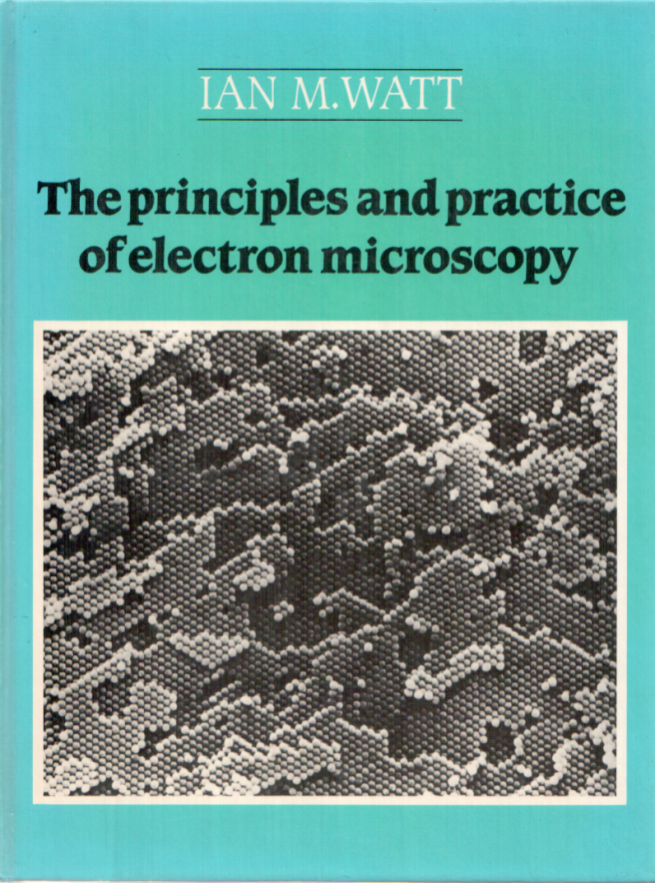 IAN M.WATT
The principles and practice
of electron microscopy